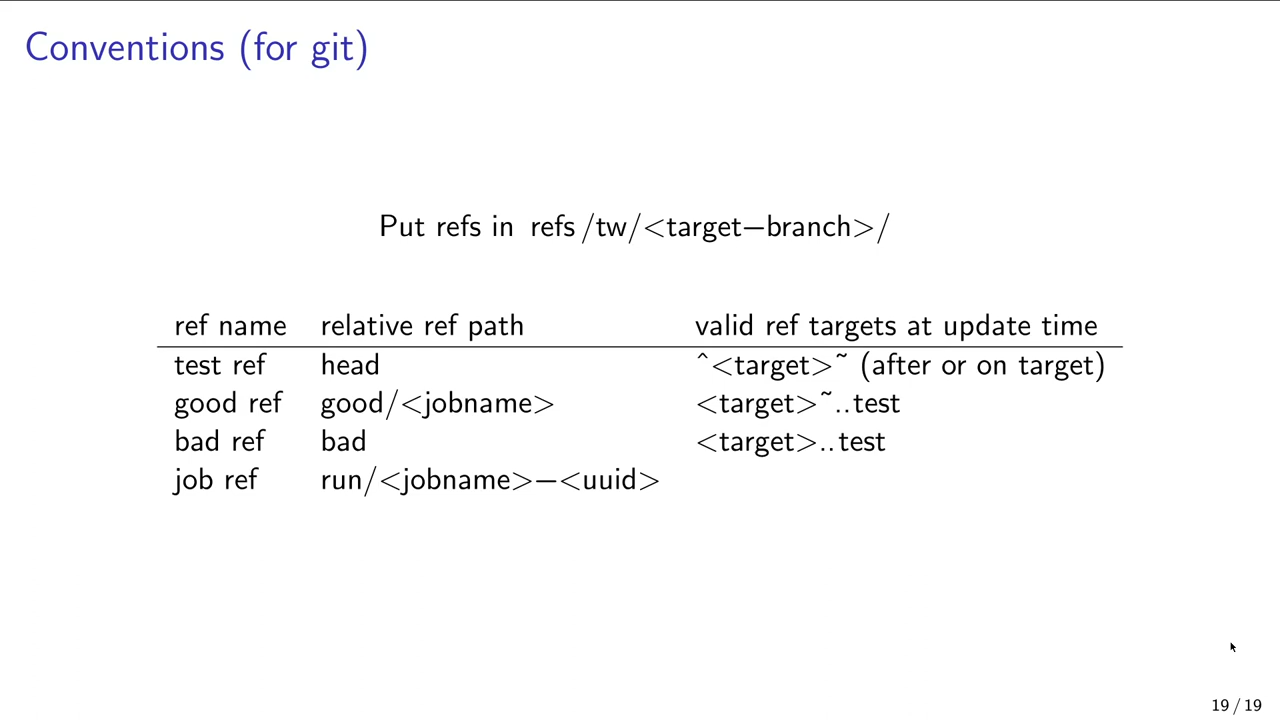 Conventions (for git)
Put refs in refs/tw/<target−branch>/
ref name relative ref path valid ref targets at update time
test ref head ^<target>~ (after or on target)
good ref good/<jobname> <target>~..test
bad ref bad <target>..test
job ref run/<jobname>−<uuid>
19 / 19